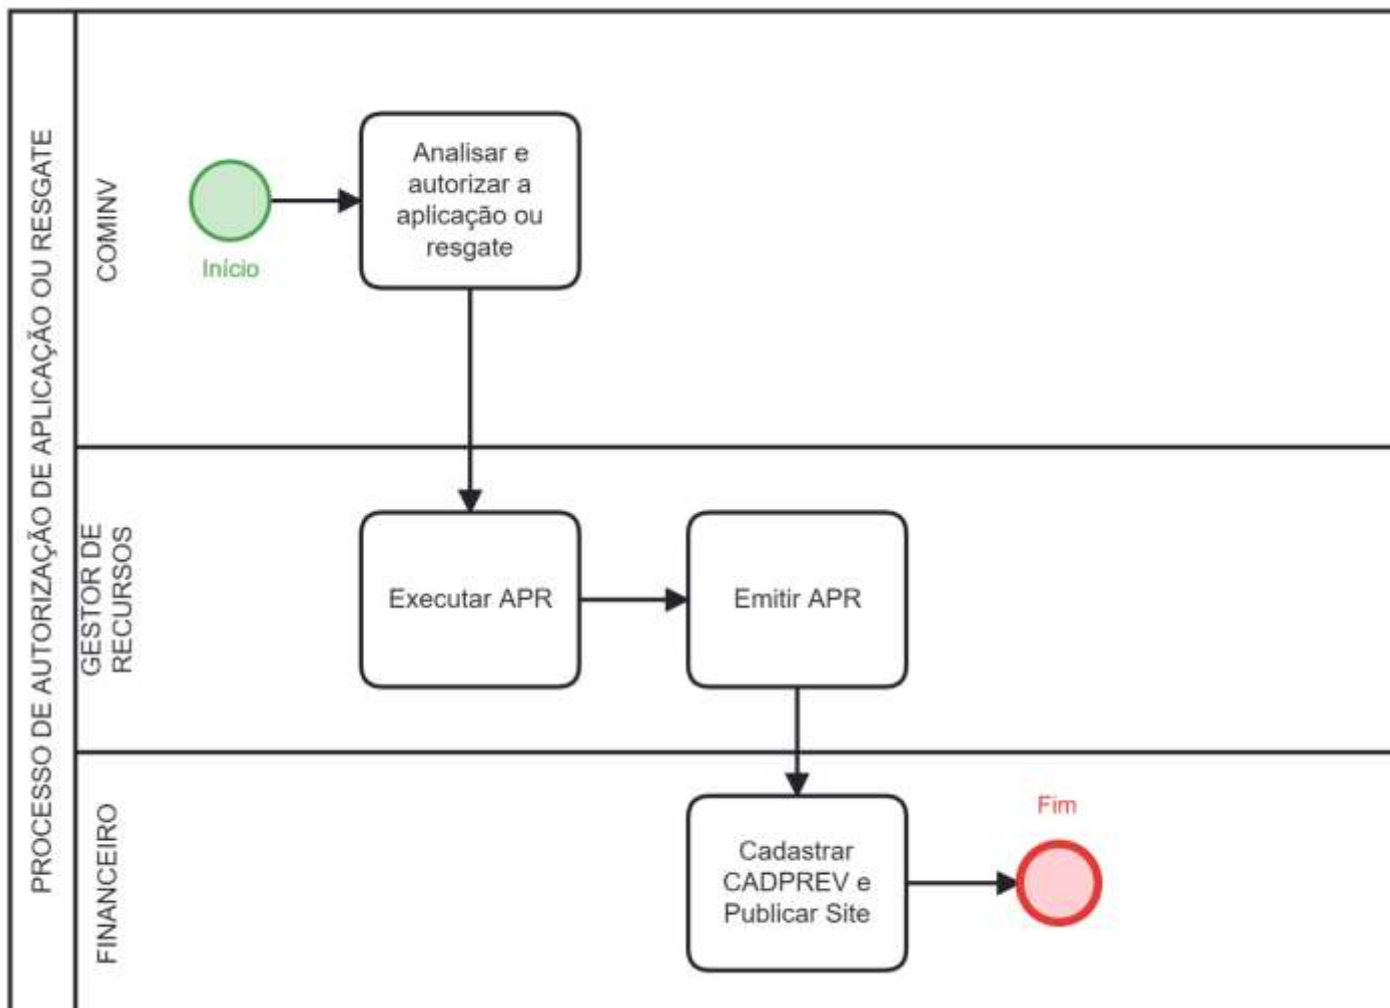 PROCESSO DE AUTORIZAÇÃO DE APLICAÇÃO OU RESGATE
COMINV
Início
Analisar e
autorizar a
aplicação ou
resgate
GESTOR DE
RECURSOS
Executar APR
Emitir APR
FINANCEIRO
Cadastrar
CADPREV e
Publicar Site
Fim